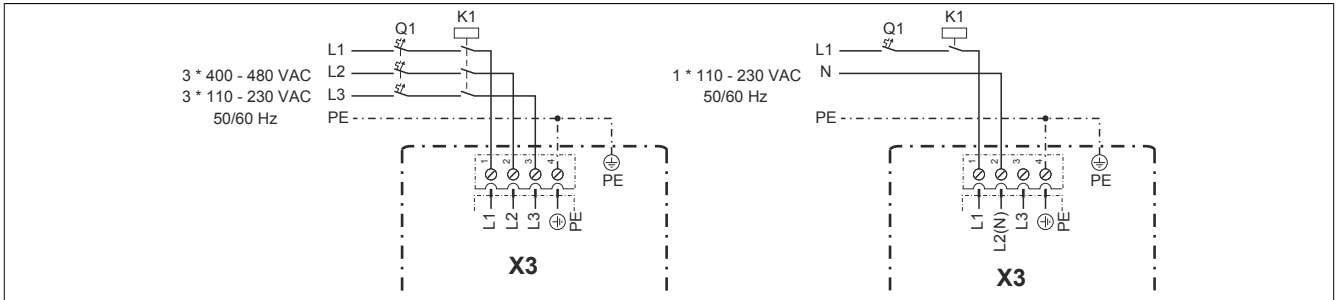 Q1
K1
L1
3 * 400 - 480 VAC
L2
3 * 110 - 230 VAC
L3
50/60 Hz
PE
1
2
3
4
PE
L1
L2
L3
PE
X3
Q1
K1
L1
1 * 110 - 230 VAC
N
50/60 Hz
PE
1
2
3
4
PE
L1
L2(N)
L3
PE
X3